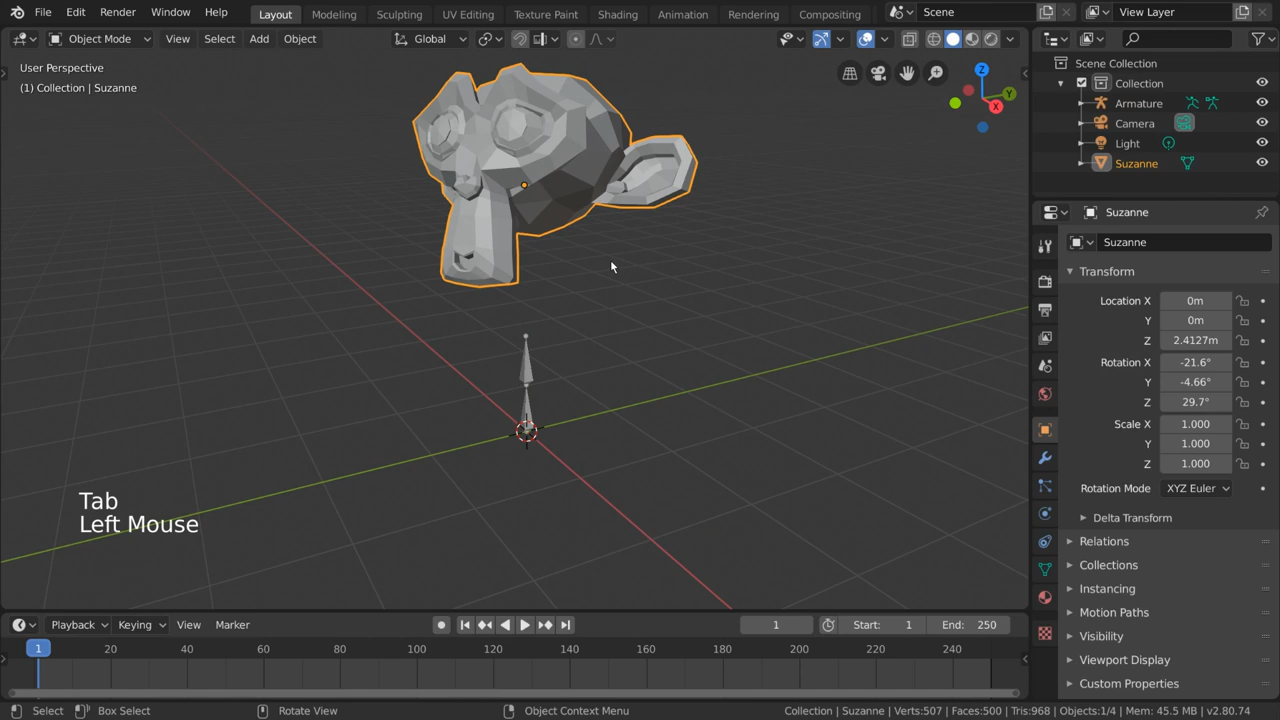 File Edit Render Window Help Layout Modeling Sculpting UV Editing Texture Paint Shading Animation Rendering Compositing Scene View Layer
Object Mode View Select Add Object Global
User Perspective
(1) Collection | Suzanne
Z
Y
X
Scene Collection
Collection
Armature
Camera
Light
Suzanne
Suzanne
Suzanne
Transform
Location X 0m
Y 0m
Z 2.4127m
Rotation X -21.6°
Y -4.66°
Z 29.7°
Scale X 1.000
Y 1.000
Z 1.000
Rotation Mode XYZ Euler
Delta Transform
Relations
Collections
Instancing
Motion Paths
Visibility
Viewport Display
Custom Properties
Tab
Left Mouse
Playback Keying View Marker 1 Start: 1 End: 250
1 20 40 60 80 100 120 140 160 180 200 220 240
Select Box Select Rotate View Object Context Menu Collection | Suzanne | Verts:507 | Faces:500 | Tris:968 | Objects:1/4 | Mem: 45.5 MB | v2.80.74